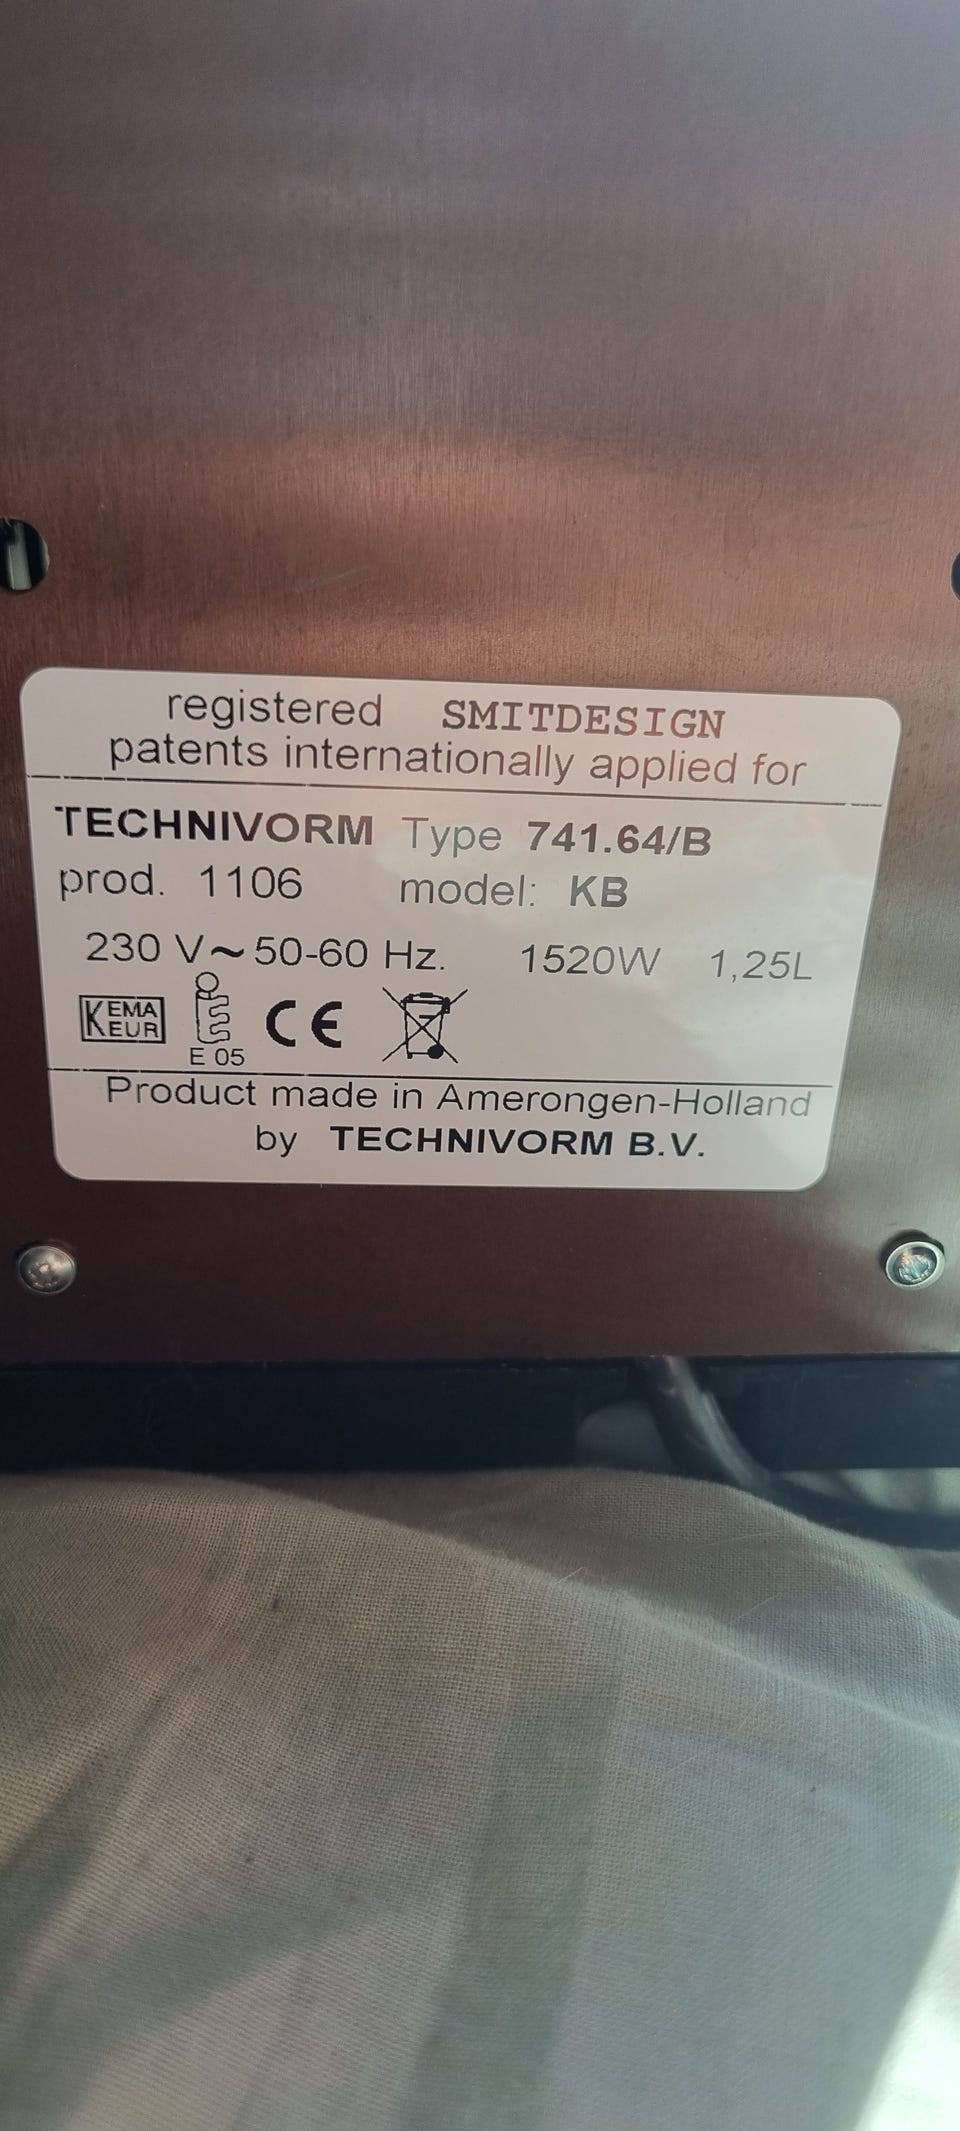 registered SMITDESIGN
patents internationally applied for
TECHNIVORM Type 741.64/B
prod. 1106 model: KB
230 V~50-60 Hz. 1520W 1,25L
KEMA
KEUR
CE
E 05
Product made in Amerongen-Holland
by TECHNIVORM B.V.